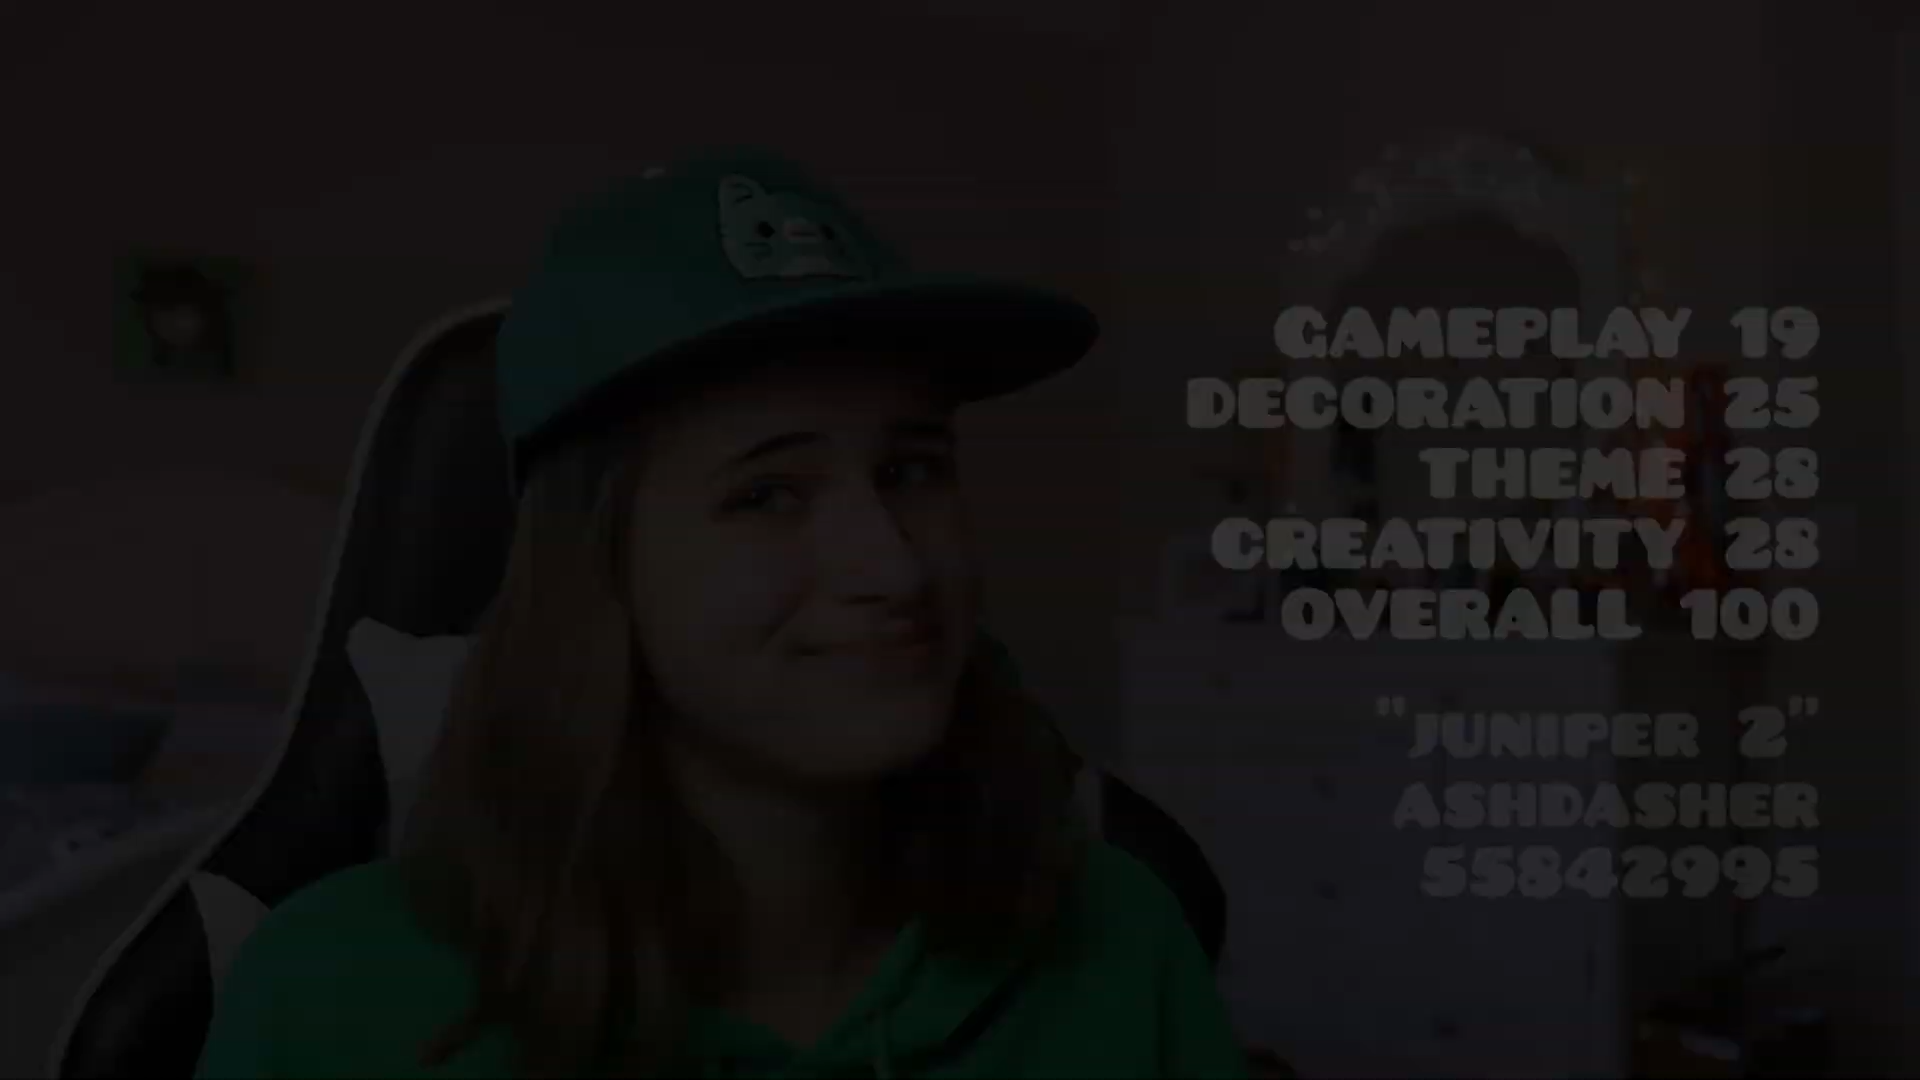 GAMEPLAY 19
DECORATION 25
THEME 28
CREATIVITY 28
OVERALL 100
"JUNIPER 2"
ASHDASHER
55842995